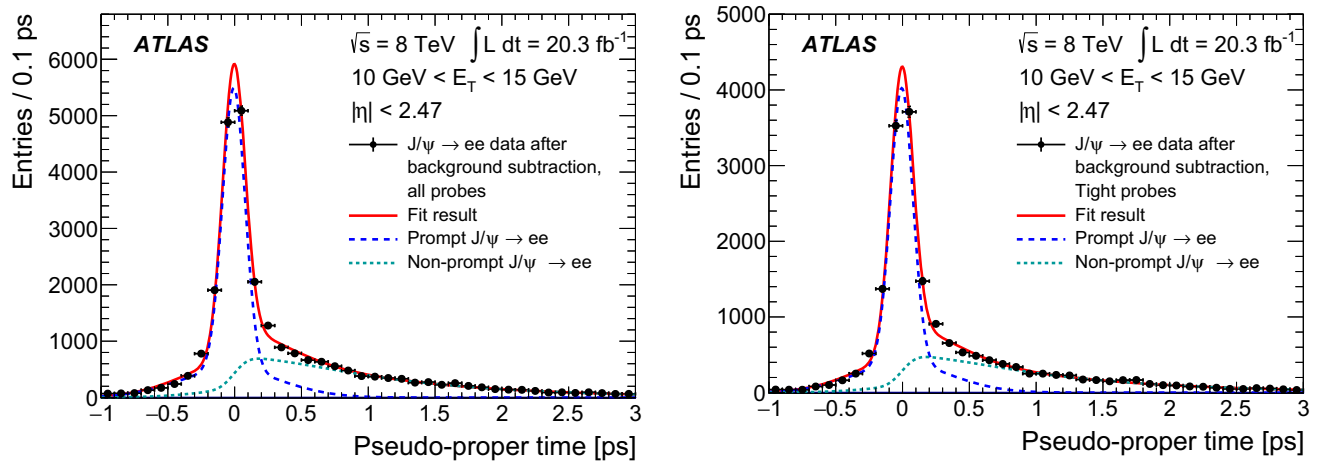 ATLAS
√s = 8 TeV ∫L dt = 20.3 fb⁻¹
10 GeV < E_T < 15 GeV
|η| < 2.47
J/ψ → ee data after
background subtraction,
all probes
Fit result
Prompt J/ψ → ee
Non-prompt J/ψ → ee
Entries / 0.1 ps
6000
5000
4000
3000
2000
1000
0
−1 −0.5 0 0.5 1 1.5 2 2.5 3
Pseudo-proper time [ps]
ATLAS
√s = 8 TeV ∫L dt = 20.3 fb⁻¹
10 GeV < E_T < 15 GeV
|η| < 2.47
J/ψ → ee data after
background subtraction,
Tight probes
Fit result
Prompt J/ψ → ee
Non-prompt J/ψ → ee
Entries / 0.1 ps
5000
4000
3000
2000
1000
0
−1 −0.5 0 0.5 1 1.5 2 2.5 3
Pseudo-proper time [ps]